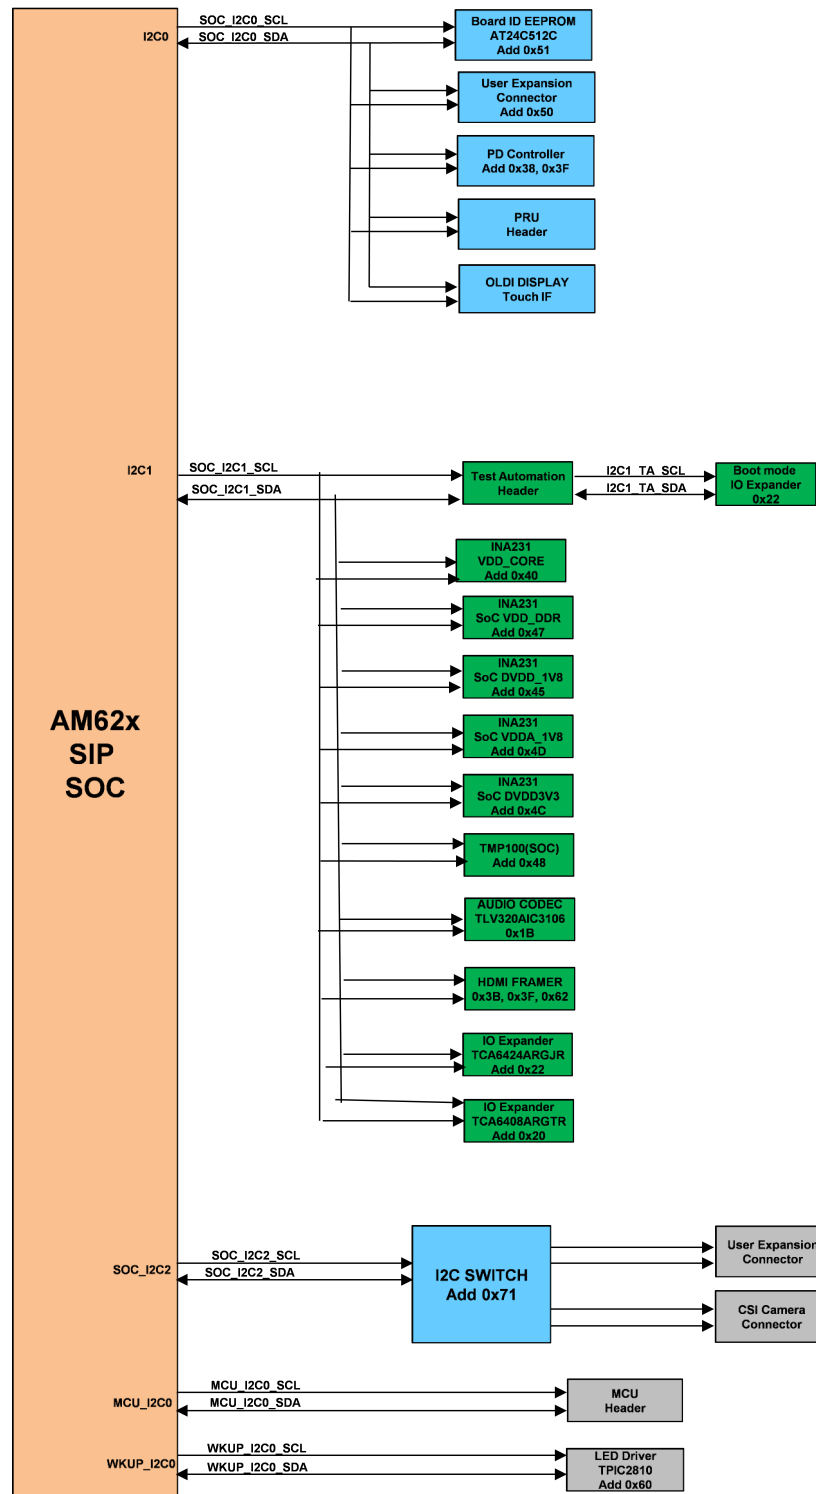 SOC_I2C0_SCL
I2C0
SOC_I2C0_SDA
Board ID EEPROM
AT24C512C
Add 0x51
User Expansion
Connector
Add 0x50
PD Controller
Add 0x38, 0x3F
PRU
Header
OLDI DISPLAY
Touch IF
I2C1
SOC_I2C1_SCL
SOC_I2C1_SDA
Test Automation
Header
I2C1_TA_SCL
I2C1_TA_SDA
Boot mode
IO Expander
0x22
INA231
VDD_CORE
Add 0x40
INA231
SoC VDD_DDR
Add 0x47
INA231
SoC DVDD_1V8
Add 0x45
INA231
SoC VDDA_1V8
Add 0x4D
INA231
SoC DVDD3V3
Add 0x4C
TMP100(SOC)
Add 0x48
AUDIO CODEC
TLV320AIC3106
0x1B
HDMI FRAMER
0x3B, 0x3F, 0x62
IO Expander
TCA6424ARGJR
Add 0x22
IO Expander
TCA6408ARGTR
Add 0x20
AM62x
SIP
SOC
SOC_I2C2
SOC_I2C2_SCL
SOC_I2C2_SDA
I2C SWITCH
Add 0x71
User Expansion
Connector
CSI Camera
Connector
MCU_I2C0
MCU_I2C0_SCL
MCU_I2C0_SDA
MCU
Header
WKUP_I2C0
WKUP_I2C0_SCL
WKUP_I2C0_SDA
LED Driver
TPIC2810
Add 0x60